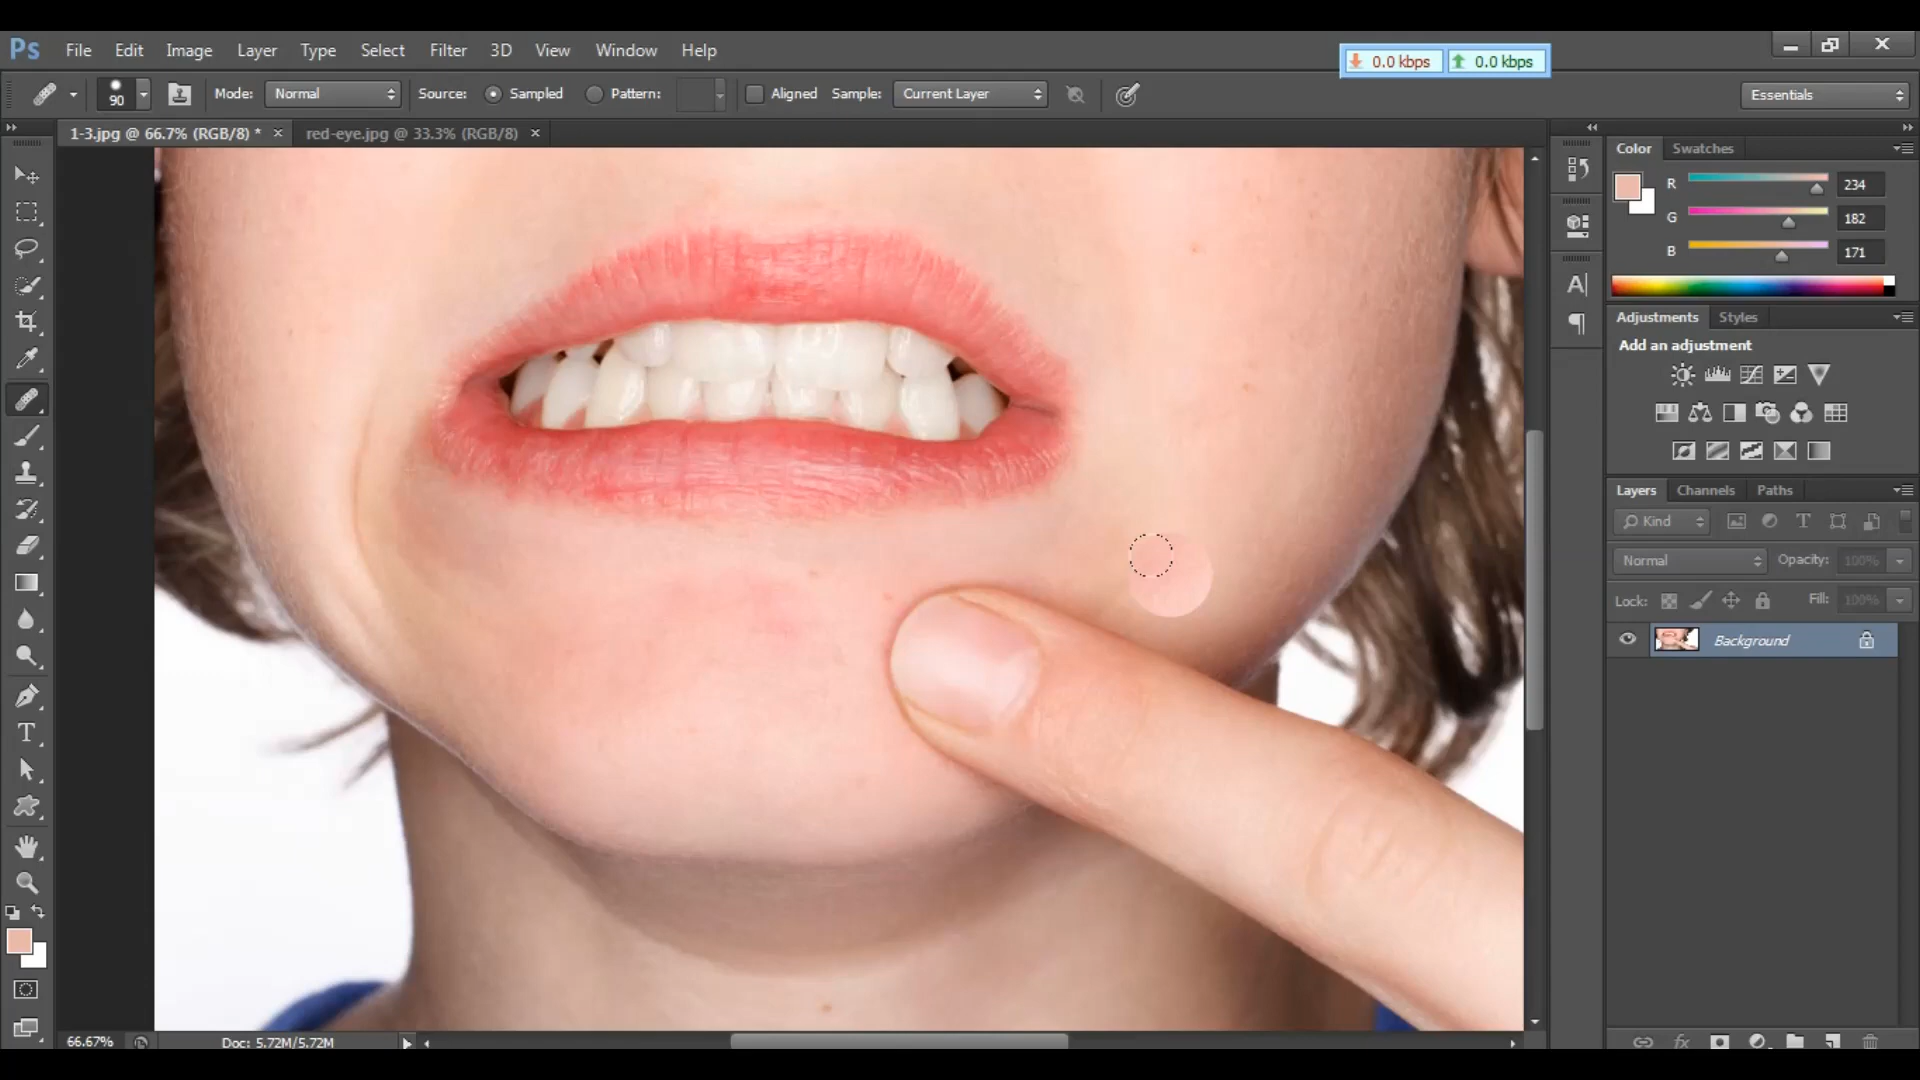 Ps File Edit Image Layer Type Select Filter 3D View Window Help
0.0 kbps 0.0 kbps
90 Mode: Normal Source: Sampled Pattern: Aligned Sample: Current Layer Essentials
1-3.jpg @ 66.7% (RGB/8) * × red-eye.jpg @ 33.3% (RGB/8) ×
Color Swatches
R 234
G 182
B 171
Adjustments Styles
Add an adjustment
Layers Channels Paths
Kind
Normal Opacity: 100%
Lock: Fill: 100%
Background
66.67% Doc: 5.72M/5.72M